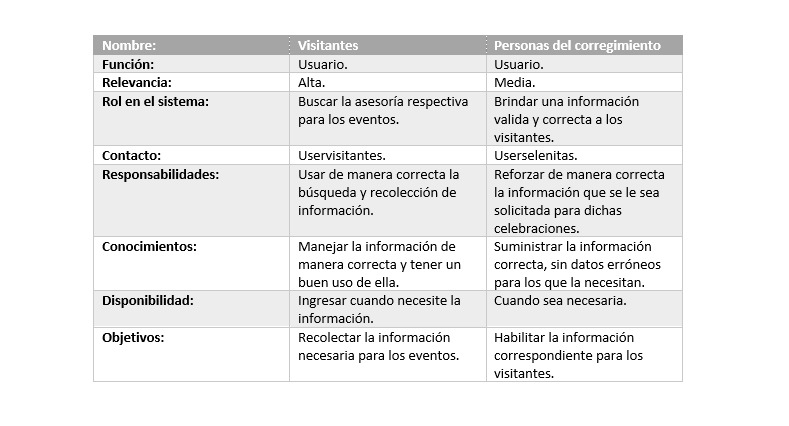 Nombre: Visitantes Personas del corregimiento
Función: Usuario. Usuario.
Relevancia: Alta. Media.
Rol en el sistema: Buscar la asesoría respectiva
para los eventos.
Brindar una información
valida y correcta a los
visitantes.
Contacto: Uservisitantes. Userselenitas.
Responsabilidades: Usar de manera correcta la
búsqueda y recolección de
información.
Reforzar de manera correcta
la información que se le sea
solicitada para dichas
celebraciones.
Conocimientos: Manejar la información de
manera correcta y tener un
buen uso de ella.
Suministrar la información
correcta, sin datos erróneos
para los que la necesitan.
Disponibilidad: Ingresar cuando necesite la
información.
Cuando sea necesaria.
Objetivos: Recolectar la información
necesaria para los eventos.
Habilitar la información
correspondiente para los
visitantes.